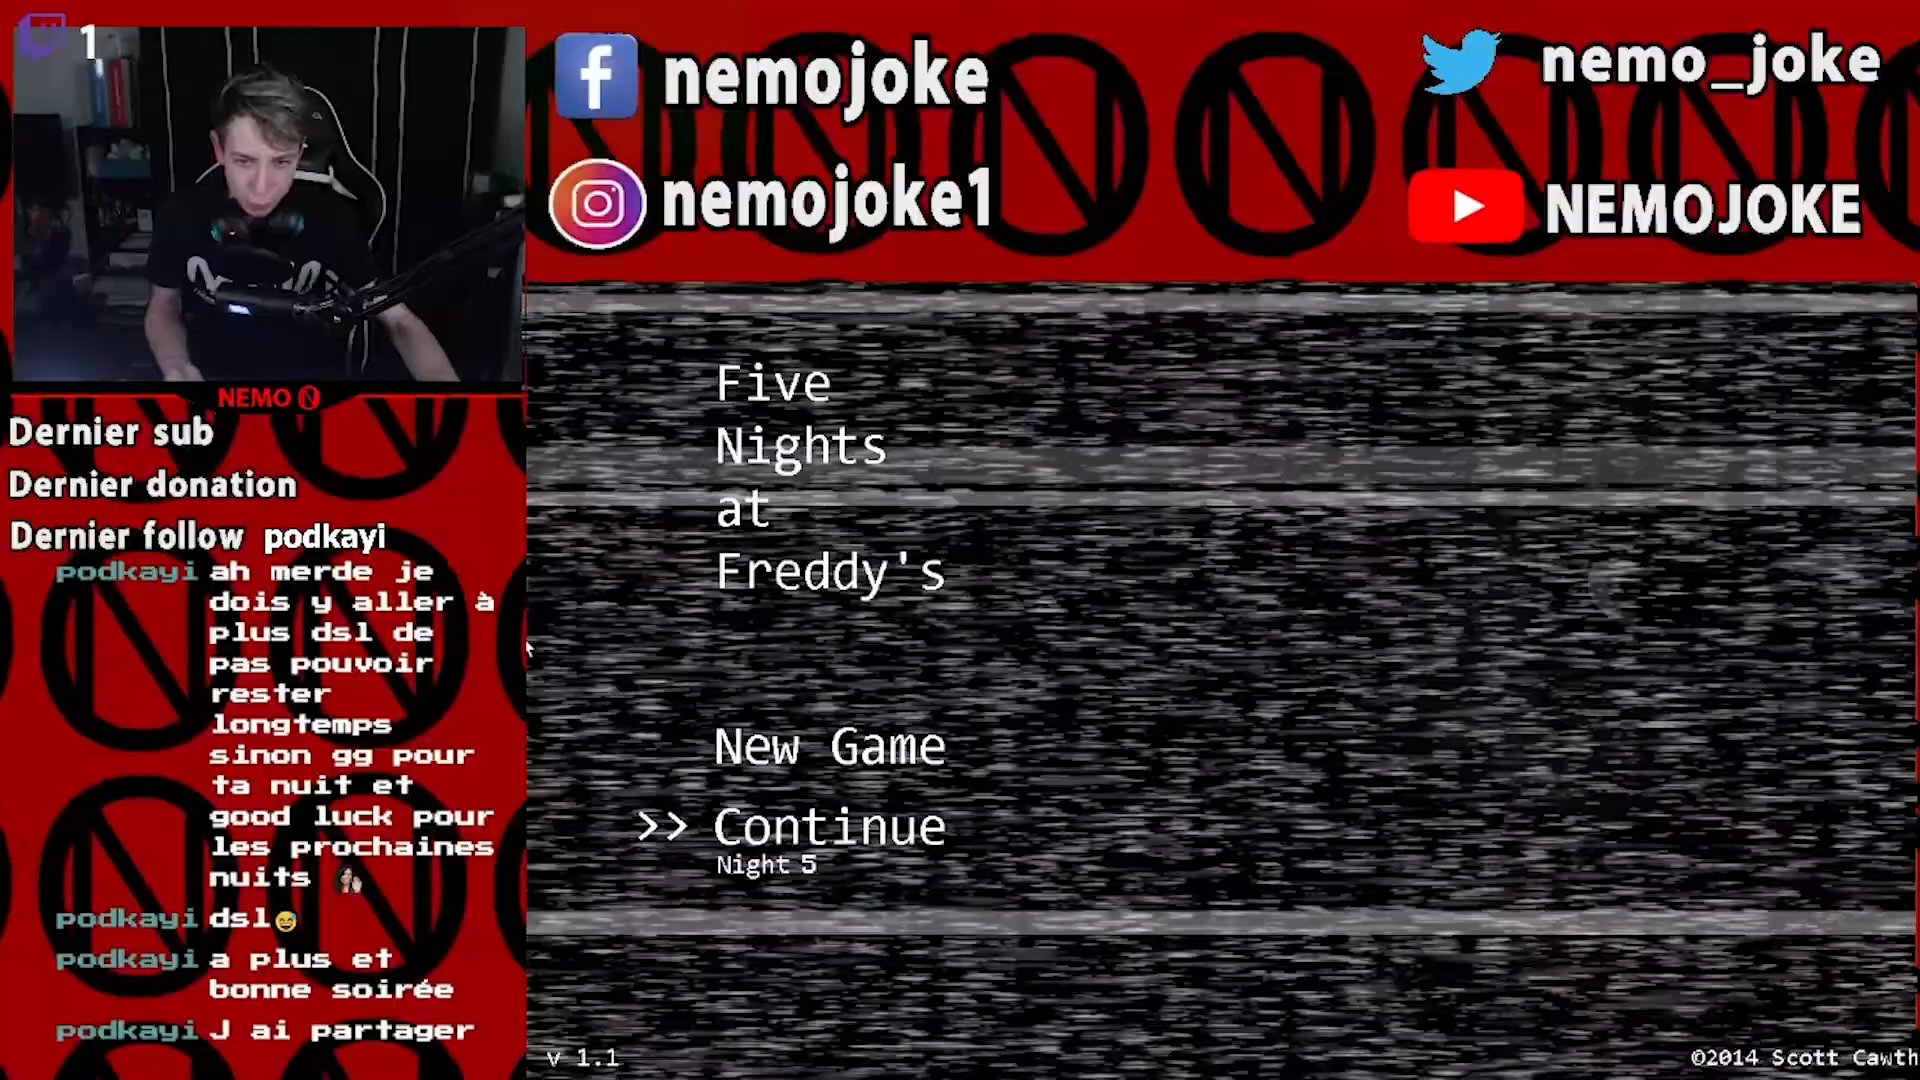 1
nemojoke
nemo_joke
nemojoke1
NEMOJOKE
NEMO
Dernier sub
Dernier donation
Dernier follow podkayi
podkayi ah merde je
dois y aller à
plus dsl de
pas pouvoir
rester
longtemps
sinon gg pour
ta nuit et
good luck pour
les prochaines
nuits
podkayi dsl
podkayi a plus et
bonne soirée
podkayi J ai partager
Five
Nights
at
Freddy's
New Game
>> Continue
Night 5
v 1.1
©2014 Scott Cawth